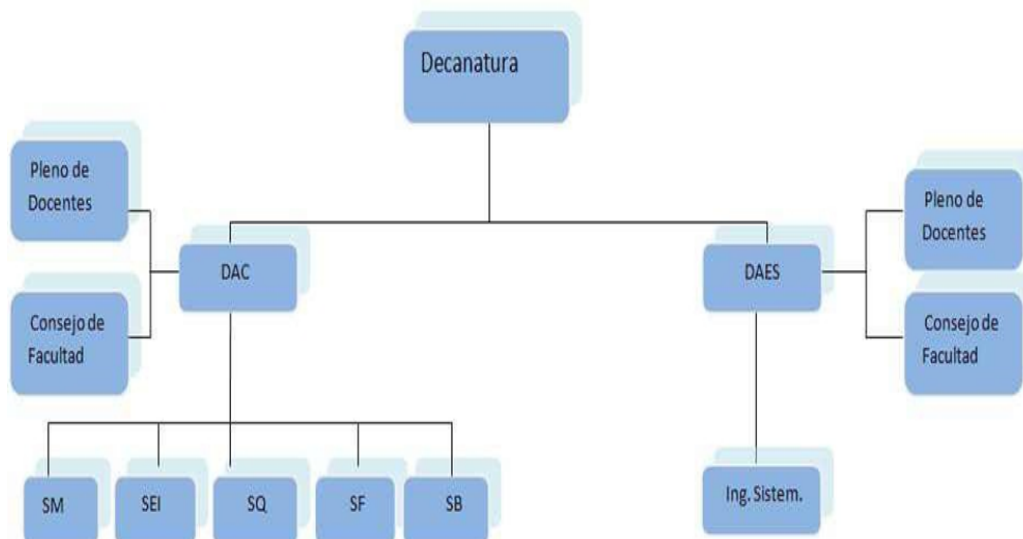 Decanatura
Pleno de
Docentes
Pleno de
Docentes
DAC
DAES
Consejo de
Facultad
Consejo de
Facultad
SM
SEI
SQ
SF
SB
Ing. Sistem.